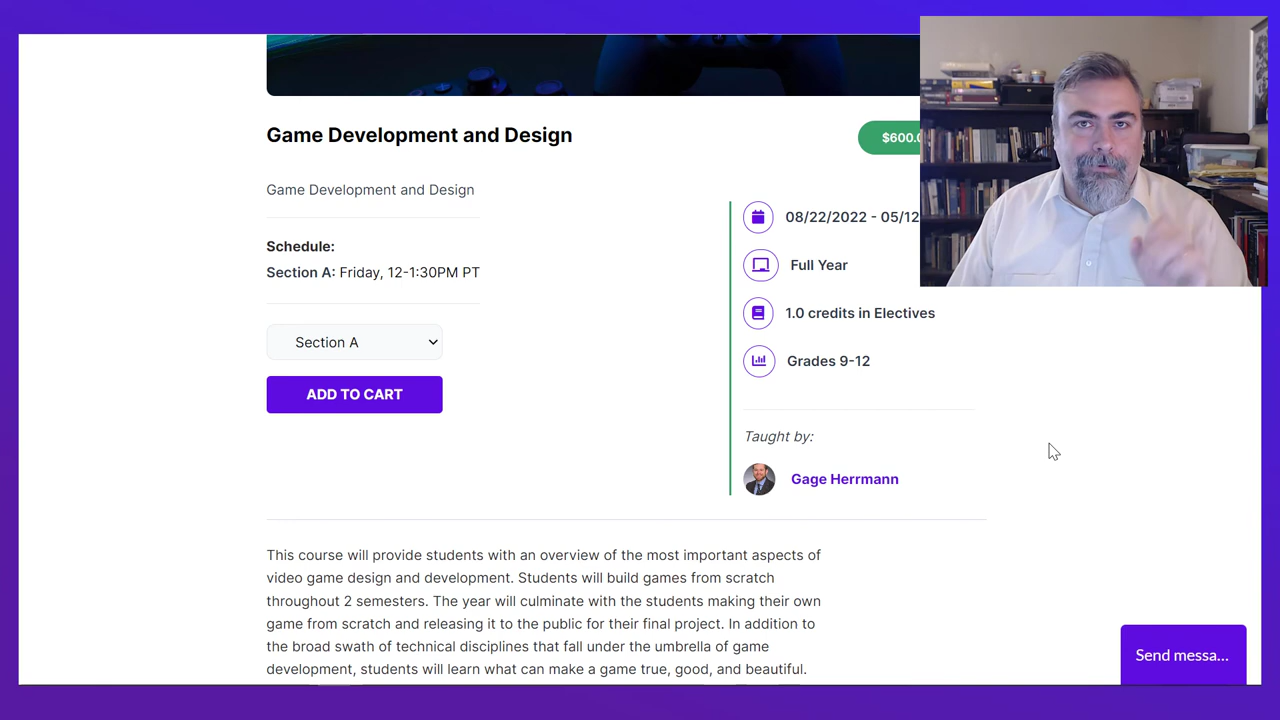 Game Development and Design
$600.
Game Development and Design
Schedule:
Section A: Friday, 12-1:30PM PT
Section A
ADD TO CART
08/22/2022 - 05/12
Full Year
1.0 credits in Electives
Grades 9-12
Taught by:
Gage Herrmann
This course will provide students with an overview of the most important aspects of
video game design and development. Students will build games from scratch
throughout 2 semesters. The year will culminate with the students making their own
game from scratch and releasing it to the public for their final project. In addition to
the broad swath of technical disciplines that fall under the umbrella of game
development, students will learn what can make a game true, good, and beautiful.
Send messa...